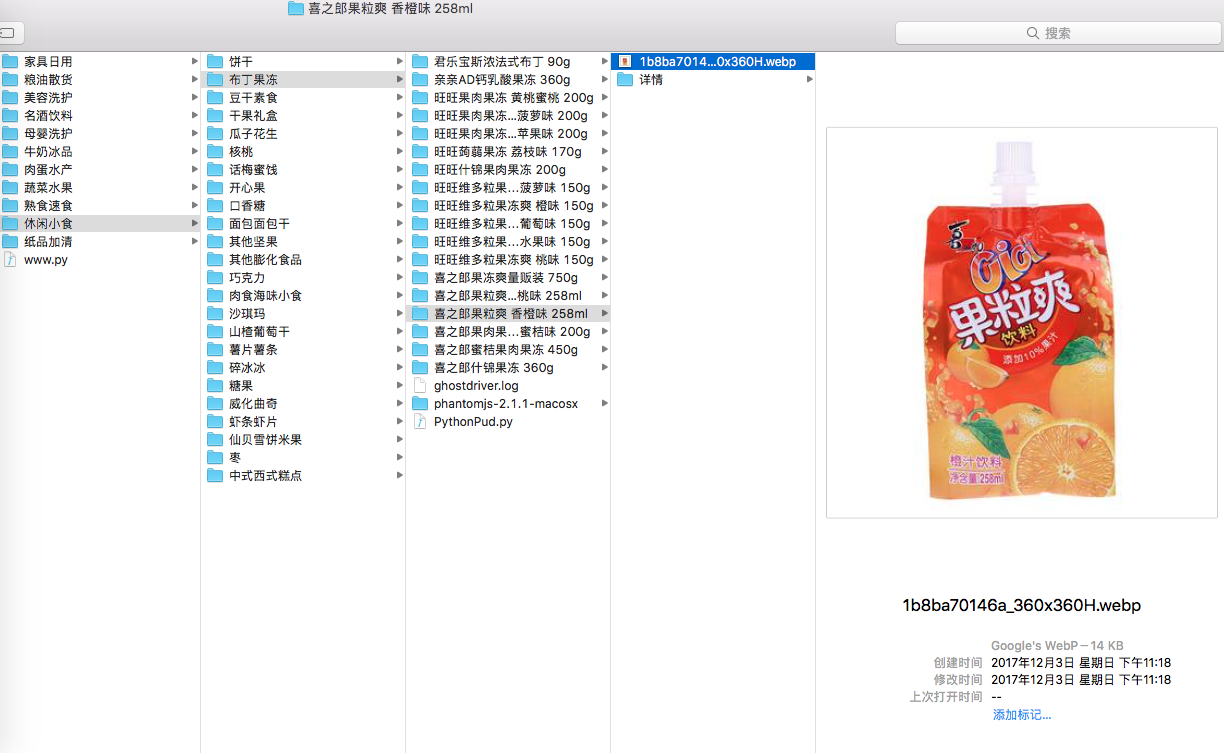 喜之郎果粒爽 香橙味 258ml
搜索
家具日用
粮油散货
美容洗护
名酒饮料
母婴洗护
牛奶冰品
肉蛋水产
蔬菜水果
熟食速食
休闲小食
纸品加清
www.py
饼干
布丁果冻
豆干素食
干果礼盒
瓜子花生
核桃
话梅蜜饯
开心果
口香糖
面包面包干
其他坚果
其他膨化食品
巧克力
肉食海味小食
沙琪玛
山楂葡萄干
薯片薯条
碎冰冰
糖果
威化曲奇
虾条虾片
仙贝雪饼米果
枣
中式西式糕点
君乐宝斯浓法式布丁 90g
亲亲AD钙乳酸果冻 360g
旺旺果肉果冻 黄桃蜜桃 200g
旺旺果肉果冻...菠萝味 200g
旺旺果肉果冻...苹果味 200g
旺旺蒟蒻果冻 荔枝味 170g
旺旺什锦果肉果冻 200g
旺旺维多粒果...菠萝味 150g
旺旺维多粒果冻爽 橙味 150g
旺旺维多粒果...葡萄味 150g
旺旺维多粒果...水果味 150g
旺旺维多粒果冻爽 桃味 150g
喜之郎果冻爽量贩装 750g
喜之郎果粒爽...桃味 258ml
喜之郎果粒爽 香橙味 258ml
喜之郎果肉果...蜜桔味 200g
喜之郎蜜桔果肉果冻 450g
喜之郎什锦果冻 360g
ghostdriver.log
phantomjs-2.1.1-macosx
PythonPud.py
1b8ba7014...0x360H.webp
详情
喜之郎
CiCi
果粒爽
饮料
添加10%果汁
橙汁饮料
净含量258ml
1b8ba70146a_360x360H.webp
Google's WebP – 14 KB
创建时间 2017年12月3日 星期日 下午11:18
修改时间 2017年12月3日 星期日 下午11:18
上次打开时间 --
添加标记...